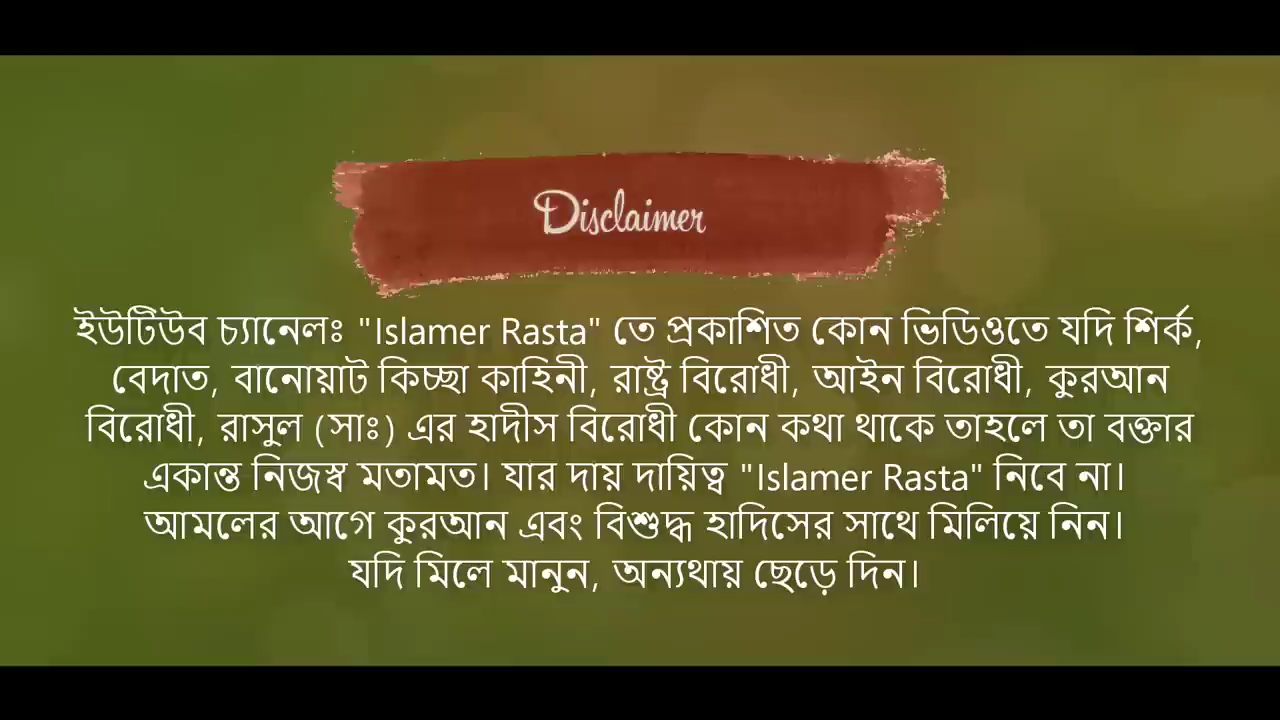 Disclaimer
ইউটিউব চ্যানেলঃ "Islamer Rasta" তে প্রকাশিত কোন ভিডিওতে যদি শির্ক,
বেদাত, বানোয়াট কিচ্ছা কাহিনী, রাষ্ট্র বিরোধী, আইন বিরোধী, কুরআন
বিরোধী, রাসুল (সাঃ) এর হাদীস বিরোধী কোন কথা থাকে তাহলে তা বক্তার
একান্ত নিজস্ব মতামত। যার দায় দায়িত্ব "Islamer Rasta" নিবে না।
আমলের আগে কুরআন এবং বিশুদ্ধ হাদিসের সাথে মিলিয়ে নিন।
যদি মিলে মানুন, অন্যথায় ছেড়ে দিন।